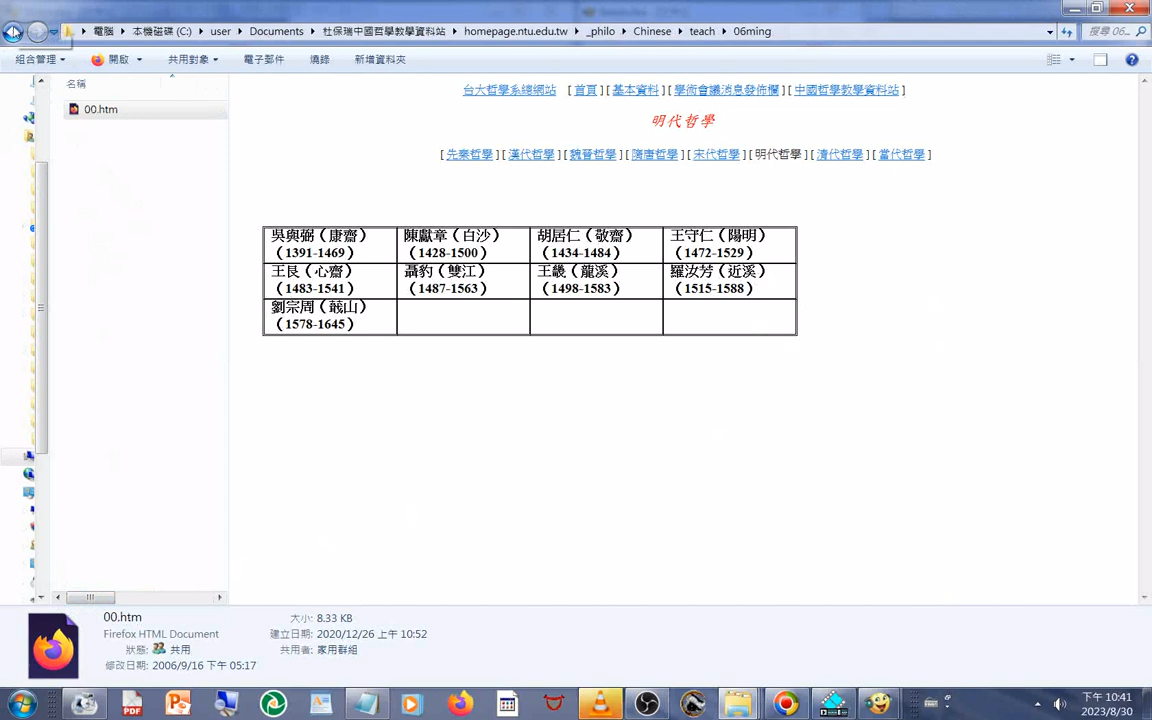 電腦 本機磁碟 (C:) user Documents 杜保瑞中國哲學教學資料站 homepage.ntu.edu.tw _philo Chinese teach 06ming
搜尋 06...
組合管理 開啟 共用對象 電子郵件 燒錄 新增資料夾
名稱
00.htm
台大哲學系總網站 [ 首頁 ] [ 基本資料 ] [ 學術會議消息發佈欄 ] [ 中國哲學教學資料站 ]
明代哲學
[ 先秦哲學 ] [ 漢代哲學 ] [ 魏晉哲學 ] [ 隋唐哲學 ] [ 宋代哲學 ] [ 明代哲學 ] [ 清代哲學 ] [ 當代哲學 ]
吳與弼（康齋） 陳獻章（白沙） 胡居仁（敬齋） 王守仁（陽明）
（1391-1469） （1428-1500） （1434-1484） （1472-1529）
王艮（心齋） 聶豹（雙江） 王畿（龍溪） 羅汝芳（近溪）
（1483-1541） （1487-1563） （1498-1583） （1515-1588）
劉宗周（蕺山）
（1578-1645）
00.htm 大小: 8.33 KB
Firefox HTML Document 建立日期: 2020/12/26 上午 10:52
狀態: 共用 共用者: 家用群組
修改日期: 2006/9/16 下午 05:17
PDF
下午 10:41
2023/8/30